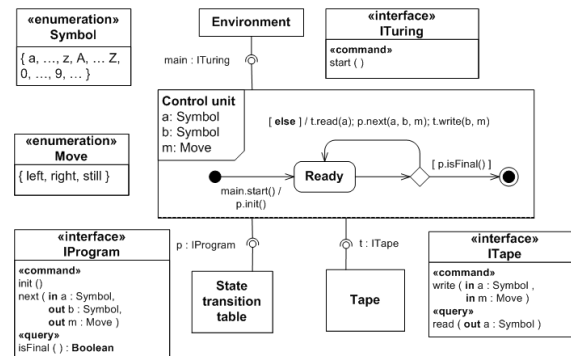 «enumeration»
Symbol
{ a, …, z, A, … Z,
0, …, 9, … }
Environment
main : ITuring
«interface»
ITuring
«command»
start ( )
Control unit
a: Symbol
b: Symbol
m: Move
[ else ] / t.read(a); p.next(a, b, m); t.write(b, m)
[ p.isFinal() ]
Ready
main.start() /
p.init()
«enumeration»
Move
{ left, right, still }
p : IProgram
t : ITape
«interface»
IProgram
«command»
init ()
next ( in a : Symbol,
out b : Symbol,
out m : Move )
«query»
isFinal ( ) : Boolean
State
transition
table
Tape
«interface»
ITape
«command»
write ( in a : Symbol ,
in m : Move )
«query»
read ( out a : Symbol )